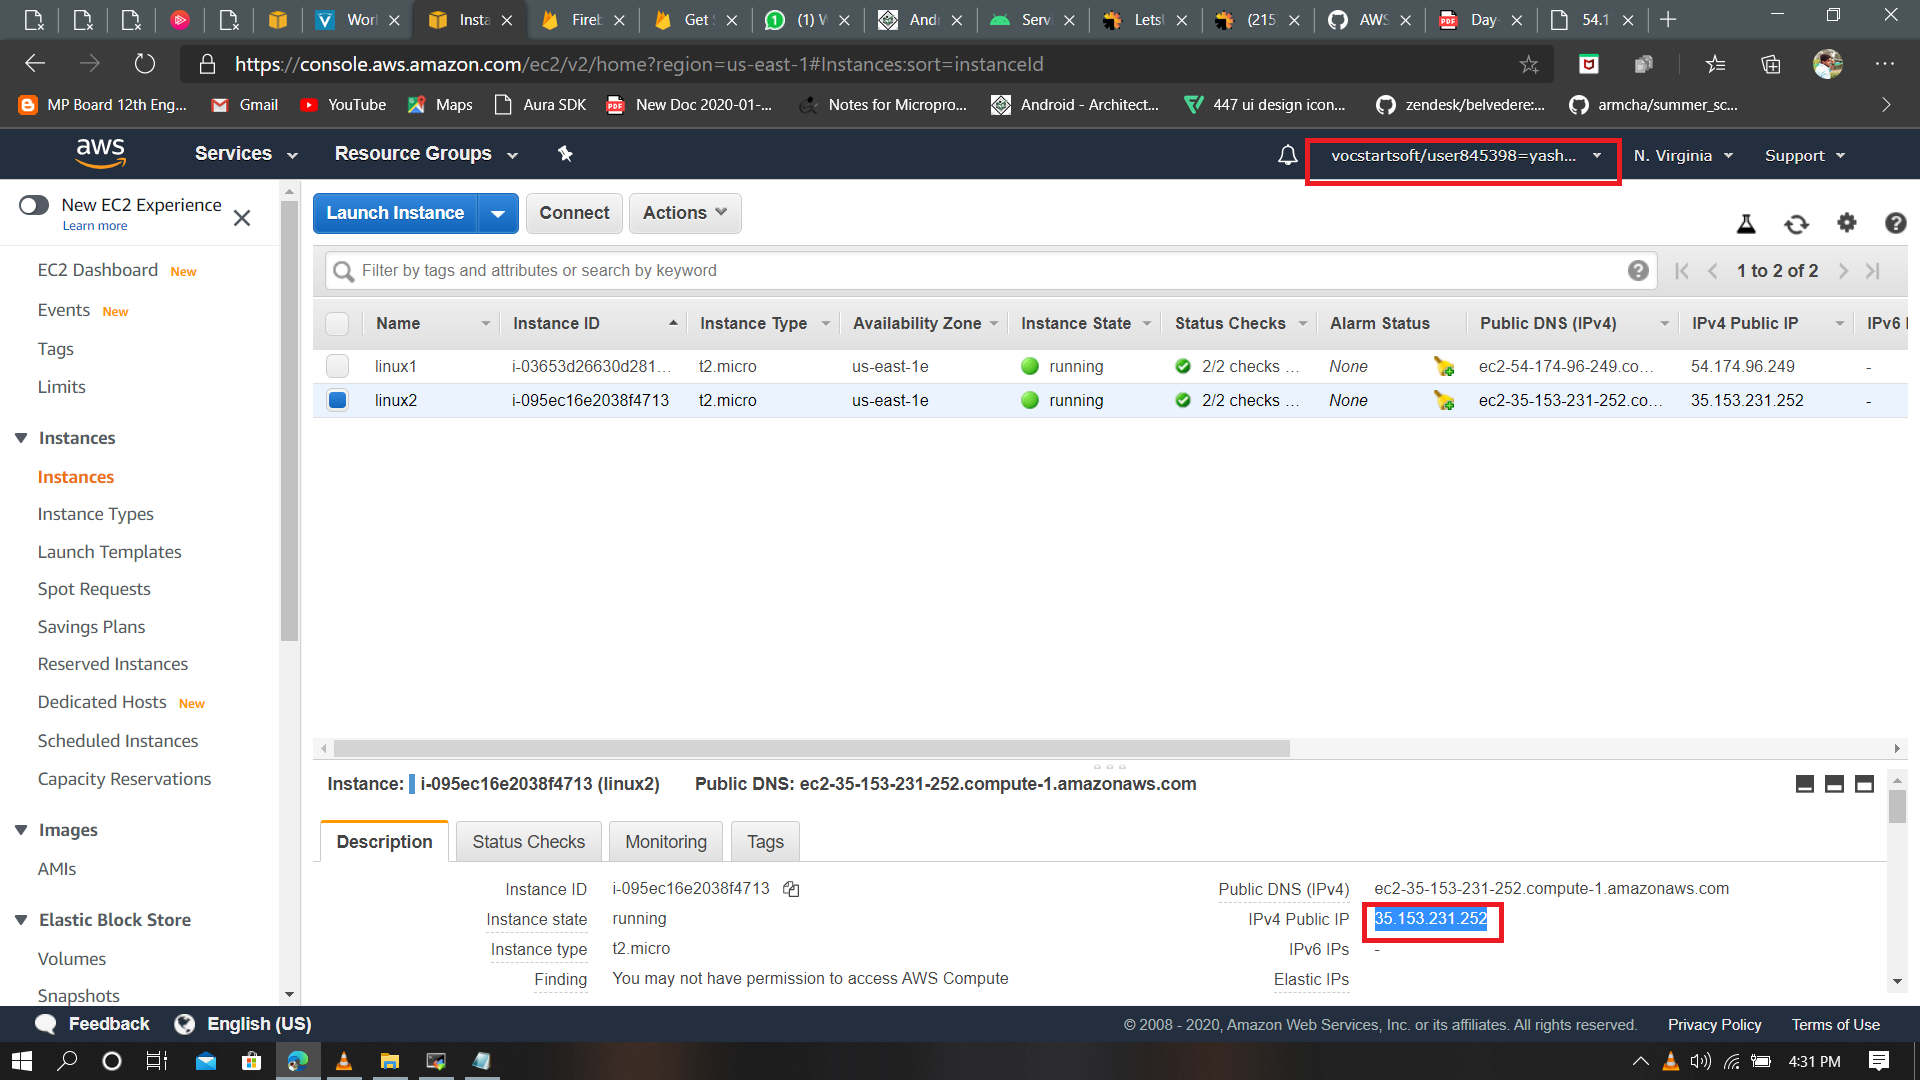 Worl
Insta
Fireb
Get S
(1) W
Andr
Servi
LetsU
(215)
AWS
Day-
54.1
https://console.aws.amazon.com/ec2/v2/home?region=us-east-1#Instances:sort=instanceId
MP Board 12th Eng... Gmail YouTube Maps Aura SDK New Doc 2020-01-... Notes for Micropro... Android - Architect... 447 ui design icon... zendesk/belvedere:... armcha/summer_sc...
aws Services Resource Groups vocstartsoft/user845398=yash... N. Virginia Support
New EC2 Experience
Learn more
EC2 Dashboard New
Events New
Tags
Limits
Instances
Instances
Instance Types
Launch Templates
Spot Requests
Savings Plans
Reserved Instances
Dedicated Hosts New
Scheduled Instances
Capacity Reservations
Images
AMIs
Elastic Block Store
Volumes
Snapshots
Launch Instance Connect Actions
Filter by tags and attributes or search by keyword 1 to 2 of 2
Name Instance ID Instance Type Availability Zone Instance State Status Checks Alarm Status Public DNS (IPv4) IPv4 Public IP IPv6 I
linux1 i-03653d26630d281... t2.micro us-east-1e running 2/2 checks ... None ec2-54-174-96-249.co... 54.174.96.249 -
linux2 i-095ec16e2038f4713 t2.micro us-east-1e running 2/2 checks ... None ec2-35-153-231-252.co... 35.153.231.252 -
Instance: i-095ec16e2038f4713 (linux2) Public DNS: ec2-35-153-231-252.compute-1.amazonaws.com
Description Status Checks Monitoring Tags
Instance ID i-095ec16e2038f4713 Public DNS (IPv4) ec2-35-153-231-252.compute-1.amazonaws.com
Instance state running IPv4 Public IP 35.153.231.252
Instance type t2.micro IPv6 IPs -
Finding You may not have permission to access AWS Compute Elastic IPs
Feedback English (US) © 2008 - 2020, Amazon Web Services, Inc. or its affiliates. All rights reserved. Privacy Policy Terms of Use
4:31 PM